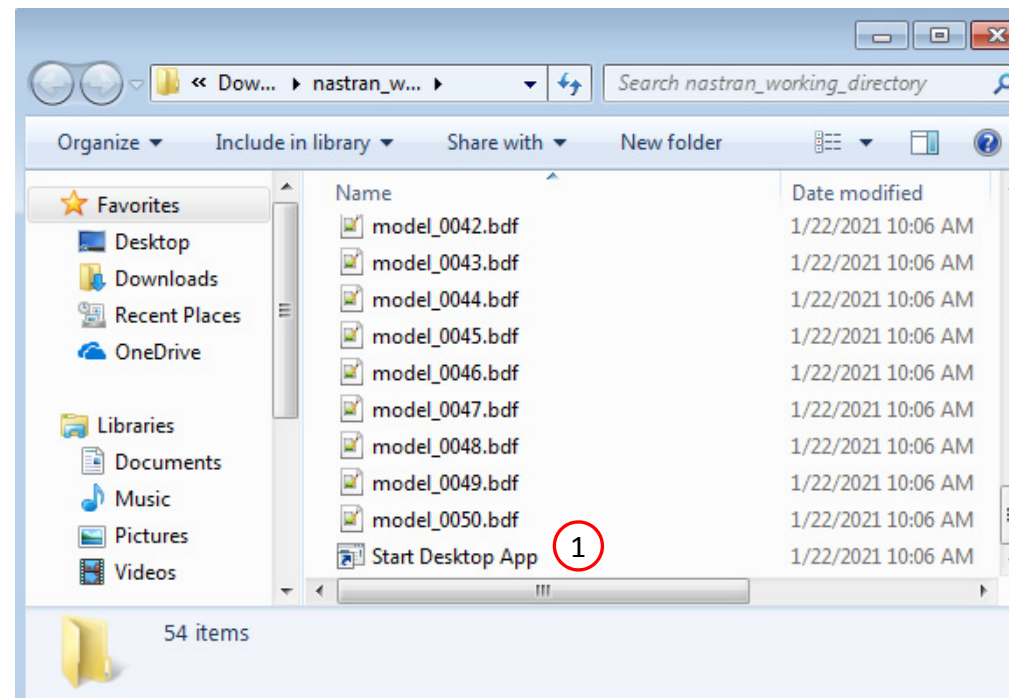 « Dow... nastran_w... Search nastran_working_directory
Organize Include in library Share with New folder
Favorites
Desktop
Downloads
Recent Places
OneDrive
Libraries
Documents
Music
Pictures
Videos
Name Date modified
model_0042.bdf 1/22/2021 10:06 AM
model_0043.bdf 1/22/2021 10:06 AM
model_0044.bdf 1/22/2021 10:06 AM
model_0045.bdf 1/22/2021 10:06 AM
model_0046.bdf 1/22/2021 10:06 AM
model_0047.bdf 1/22/2021 10:06 AM
model_0048.bdf 1/22/2021 10:06 AM
model_0049.bdf 1/22/2021 10:06 AM
model_0050.bdf 1/22/2021 10:06 AM
Start Desktop App 1 1/22/2021 10:06 AM
54 items